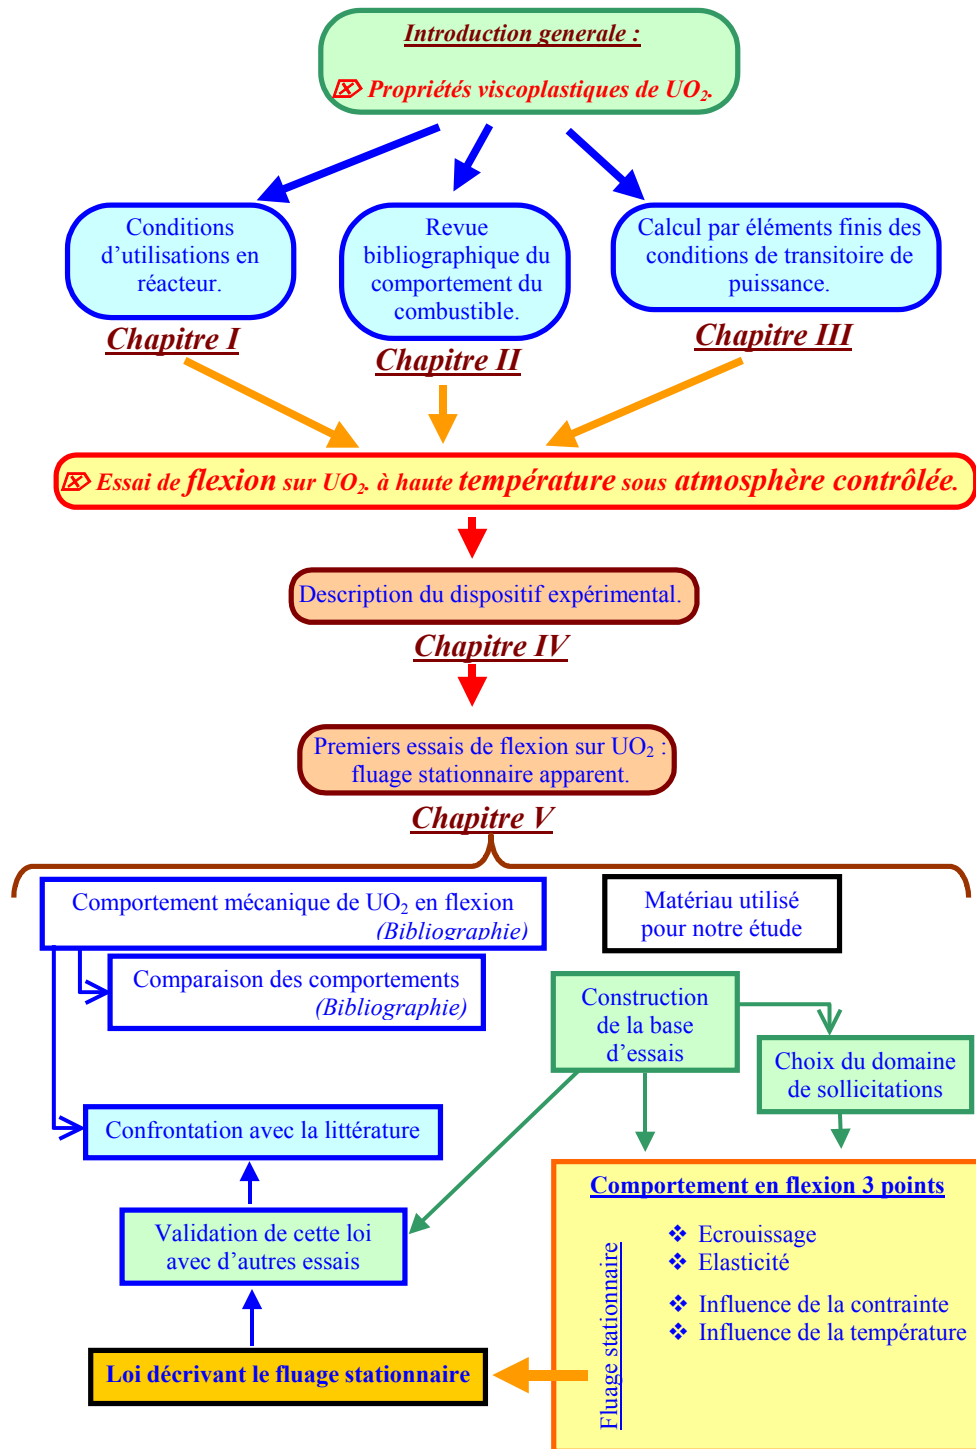 Introduction generale :
⌦ Propriétés viscoplastiques de UO₂.
Conditions
d’utilisations en
réacteur.
Chapitre I
Revue
bibliographique du
comportement du
combustible.
Chapitre II
Calcul par éléments finis des
conditions de transitoire de
puissance.
Chapitre III
⌦ Essai de flexion sur UO₂. à haute température sous atmosphère contrôlée.
Description du dispositif expérimental.
Chapitre IV
Premiers essais de flexion sur UO₂ :
fluage stationnaire apparent.
Chapitre V
Comportement mécanique de UO₂ en flexion
(Bibliographie)
Matériau utilisé
pour notre étude
Comparaison des comportements
(Bibliographie)
Construction
de la base
d’essais
Choix du domaine
de sollicitations
Confrontation avec la littérature
Validation de cette loi
avec d’autres essais
Loi décrivant le fluage stationnaire
Comportement en flexion 3 points
❖ Ecrouissage
❖ Elasticité
❖ Influence de la contrainte
❖ Influence de la température
Fluage stationnaire